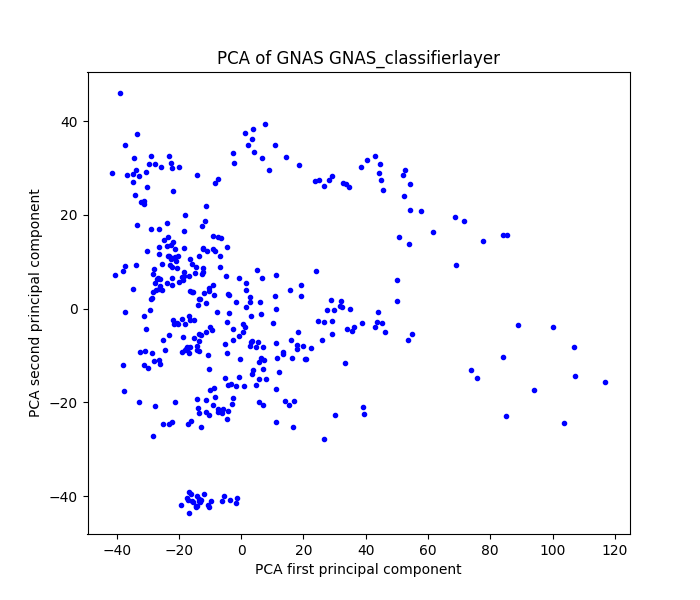 PCA of GNAS GNAS_classifierlayer
40
20
0
−20
−40
PCA second principal component
−40 −20 0 20 40 60 80 100 120
PCA first principal component